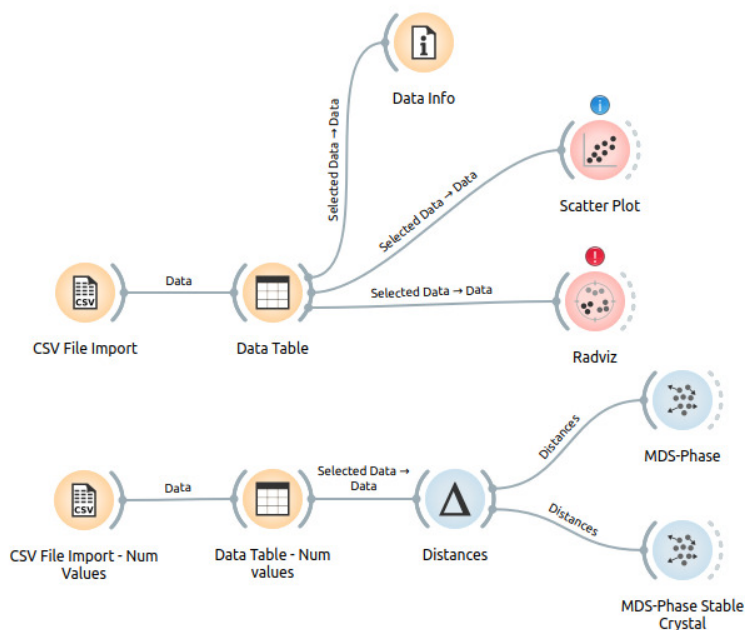 Data Info
Selected Data → Data
Scatter Plot
Selected Data → Data
Data
Selected Data → Data
CSV
CSV File Import
Data Table
Radviz
Distances
MDS-Phase
Data
Selected Data →
Data
Distances
CSV
CSV File Import - Num
Values
Data Table - Num
values
Distances
MDS-Phase Stable
Crystal